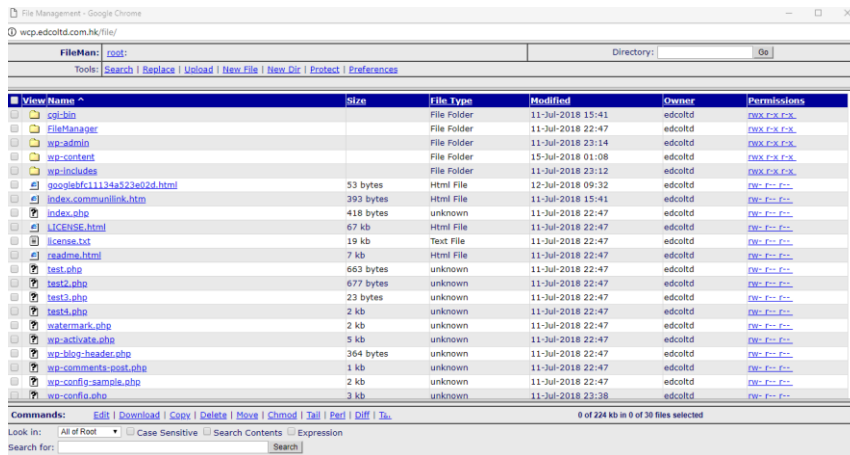 File Management - Google Chrome
wcp.edcoltd.com.hk/file/
FileMan: root: Directory: Go
Tools: Search | Replace | Upload | New File | New Dir | Protect | Preferences
View Name ^ Size File Type Modified Owner Permissions
cgi-bin File Folder 11-Jul-2018 15:41 edcoltd rwx r-x r-x
FileManager File Folder 11-Jul-2018 22:47 edcoltd rwx r-x r-x
wp-admin File Folder 11-Jul-2018 23:14 edcoltd rwx r-x r-x
wp-content File Folder 15-Jul-2018 01:08 edcoltd rwx r-x r-x
wp-includes File Folder 11-Jul-2018 23:12 edcoltd rwx r-x r-x
googlebfc11134a523e02d.html 53 bytes Html File 12-Jul-2018 09:32 edcoltd rw- r-- r--
index.communilink.htm 393 bytes Html File 11-Jul-2018 15:41 edcoltd rw- r-- r--
index.php 418 bytes unknown 11-Jul-2018 22:47 edcoltd rw- r-- r--
LICENSE.html 67 kb Html File 11-Jul-2018 22:47 edcoltd rw- r-- r--
license.txt 19 kb Text File 11-Jul-2018 22:47 edcoltd rw- r-- r--
readme.html 7 kb Html File 11-Jul-2018 22:47 edcoltd rw- r-- r--
test.php 663 bytes unknown 11-Jul-2018 22:47 edcoltd rw- r-- r--
test2.php 677 bytes unknown 11-Jul-2018 22:47 edcoltd rw- r-- r--
test3.php 23 bytes unknown 11-Jul-2018 22:47 edcoltd rw- r-- r--
test4.php 2 kb unknown 11-Jul-2018 22:47 edcoltd rw- r-- r--
watermark.php 2 kb unknown 11-Jul-2018 22:47 edcoltd rw- r-- r--
wp-activate.php 5 kb unknown 11-Jul-2018 22:47 edcoltd rw- r-- r--
wp-blog-header.php 364 bytes unknown 11-Jul-2018 22:47 edcoltd rw- r-- r--
wp-comments-post.php 1 kb unknown 11-Jul-2018 22:47 edcoltd rw- r-- r--
wp-config-sample.php 2 kb unknown 11-Jul-2018 22:47 edcoltd rw- r-- r--
wp-config.php 3 kb unknown 11-Jul-2018 23:38 edcoltd rw- r-- r--
Commands: Edit | Download | Copy | Delete | Move | Chmod | Tail | Perl | Diff | 0 of 224 kb in 0 of 30 files selected
Look in: All of Root Case Sensitive Search Contents Expression
Search for: Search